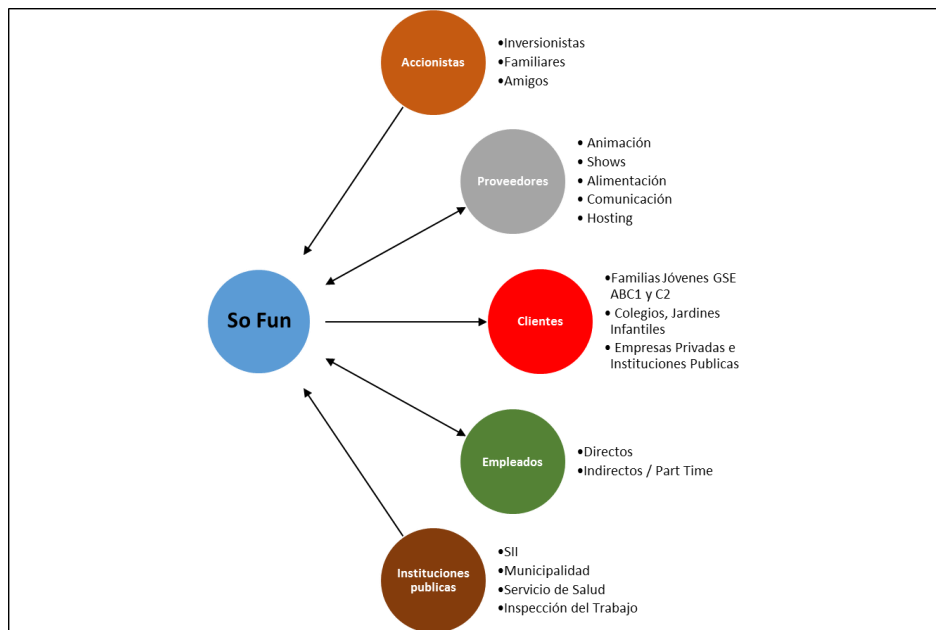 Accionistas
•Inversionistas
•Familiares
•Amigos
Proveedores
• Animación
• Shows
• Alimentación
• Comunicación
• Hosting
So Fun
Clientes
•Familias Jóvenes GSE
ABC1 y C2
• Colegios, Jardines
Infantiles
• Empresas Privadas e
Instituciones Publicas
Empleados
•Directos
•Indirectos / Part Time
Instituciones
publicas
•SII
•Municipalidad
•Servicio de Salud
•Inspección del Trabajo